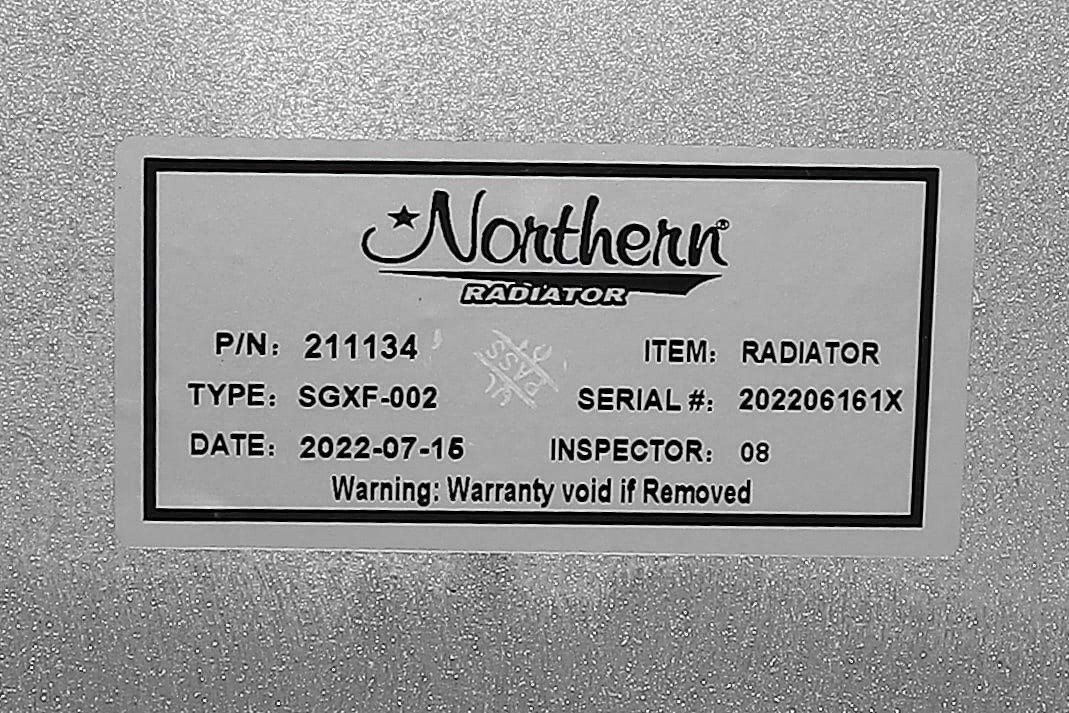 Northern®
RADIATOR
P/N: 211134 ITEM: RADIATOR
PASS
TYPE: SGXF-002 SERIAL #: 202206161X
DATE: 2022-07-15 INSPECTOR: 08
Warning: Warranty void if Removed